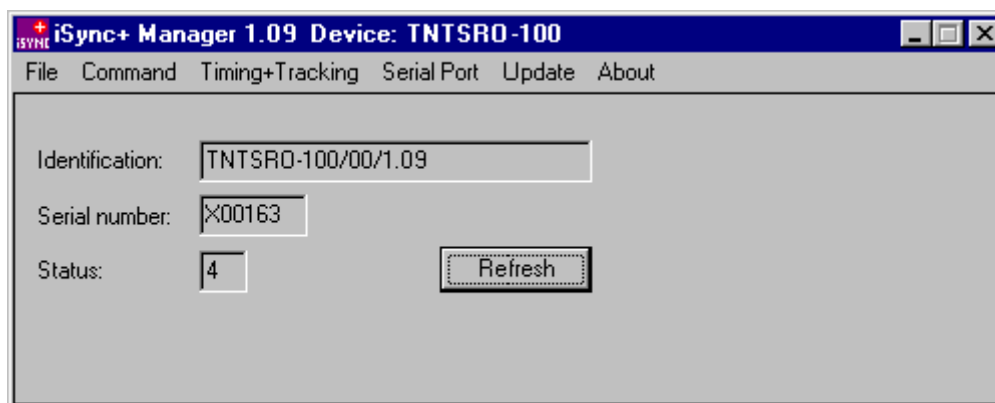 iSYNC iSync+ Manager 1.09 Device: TNTSRO-100
File Command Timing+Tracking Serial Port Update About
Identification: TNTSRO-100/00/1.09
Serial number: X00163
Status: 4 Refresh